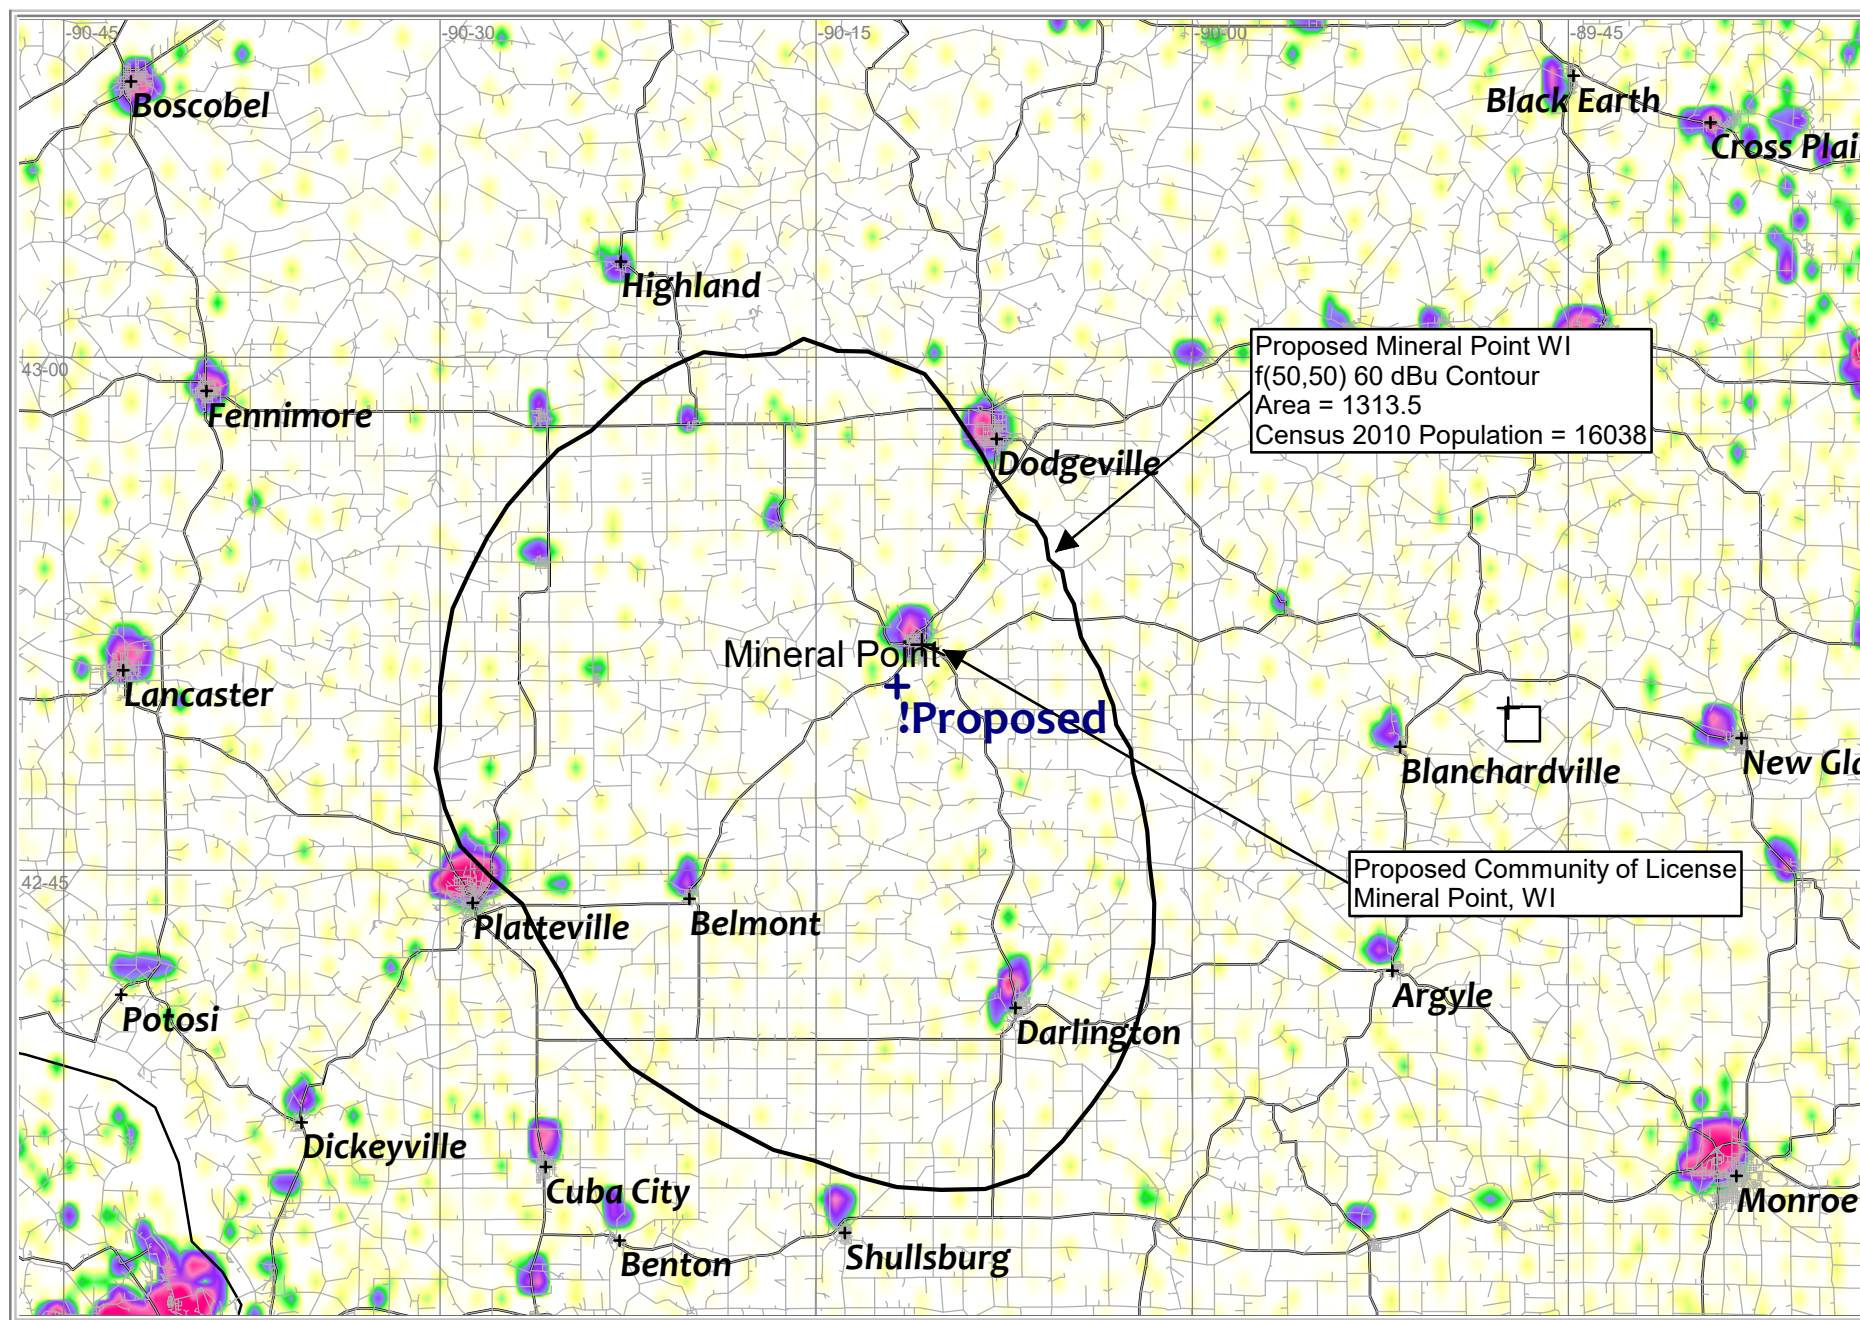 -90-45
-90-30
-90-15
-90-00
-89-45
Boscobel
Black Earth
Cross Plai
Highland
Proposed Mineral Point WI
f(50,50) 60 dBu Contour
Area = 1313.5
Census 2010 Population = 16038
43-00
Fennimore
Dodgeville
Mineral Point
Lancaster
!Proposed
Blanchardville
New Gla
42-45
Proposed Community of License
Mineral Point, WI
Platteville
Belmont
Argyle
Potosi
Darlington
Dickeyville
Cuba City
Monroe
Benton
Shullsburg